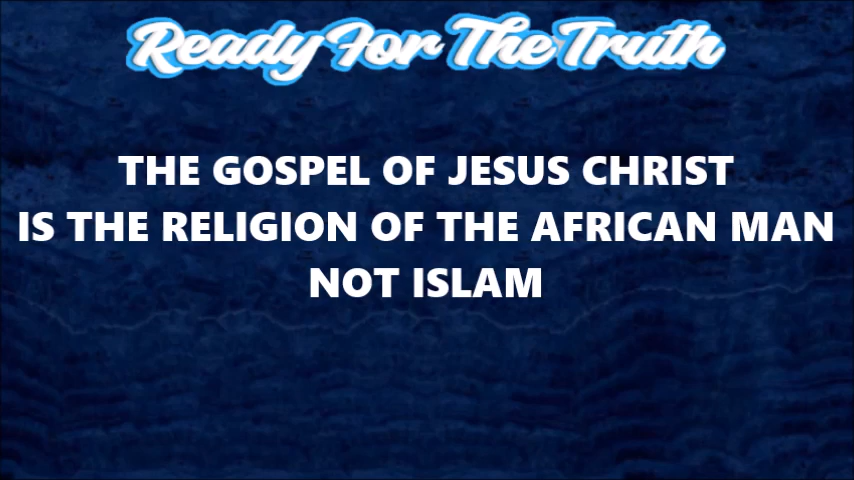 Ready For The Truth
THE GOSPEL OF JESUS CHRIST
IS THE RELIGION OF THE AFRICAN MAN
NOT ISLAM